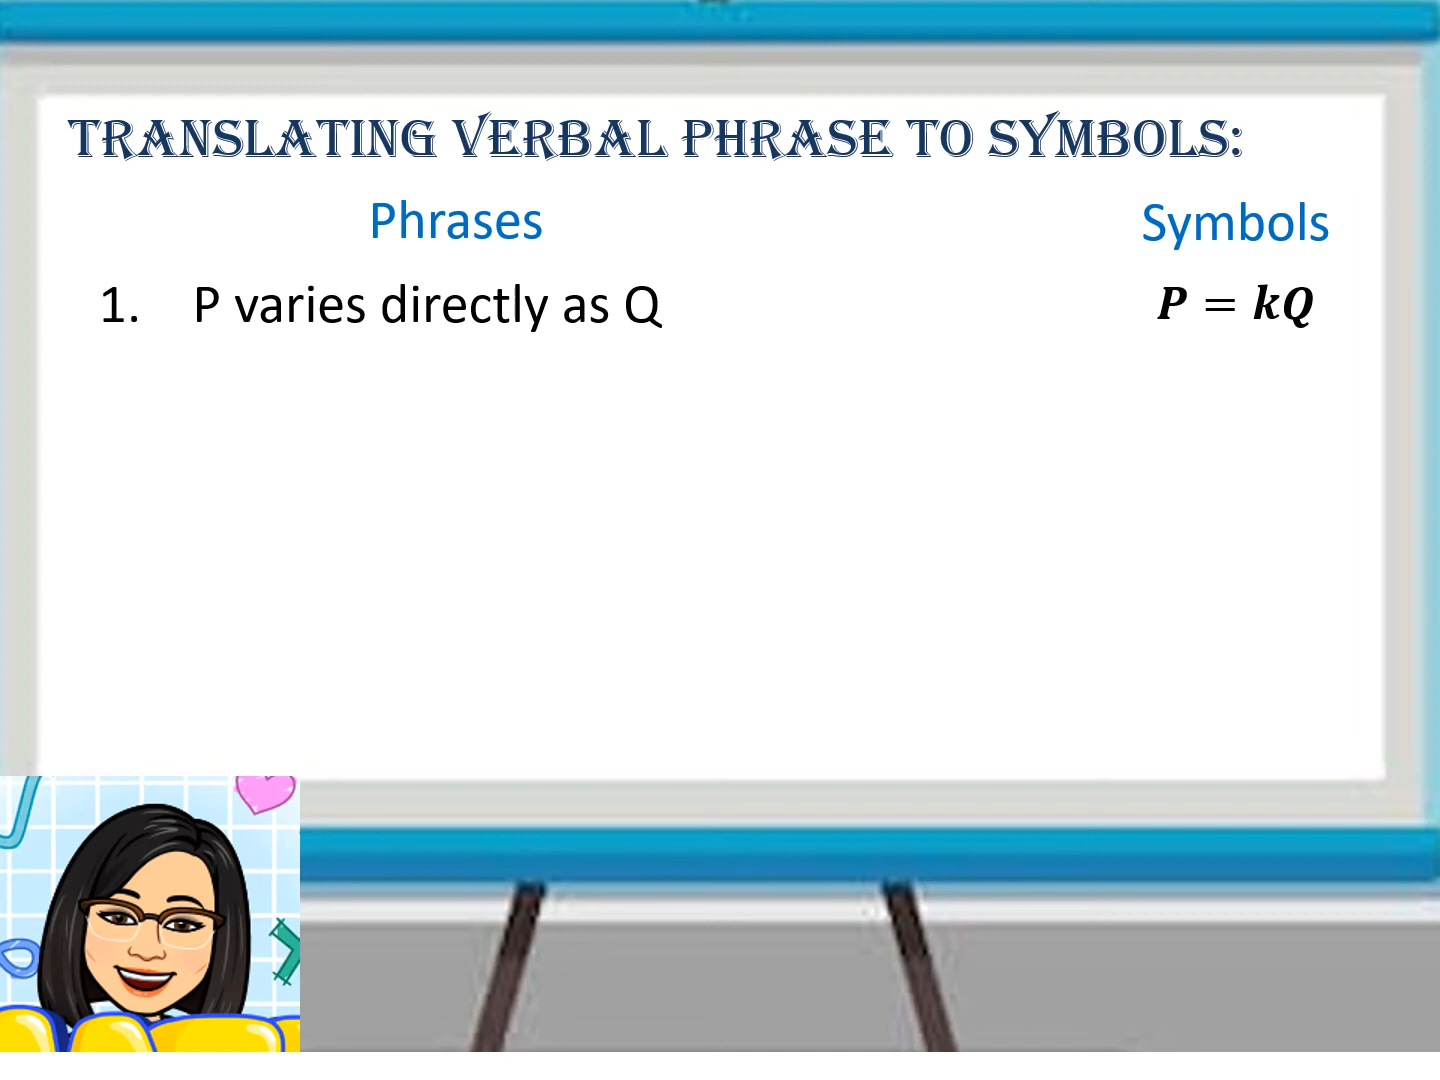 TRANSLATING VERBAL PHRASE TO SYMBOLS:
Phrases Symbols
1. P varies directly as Q P = kQ